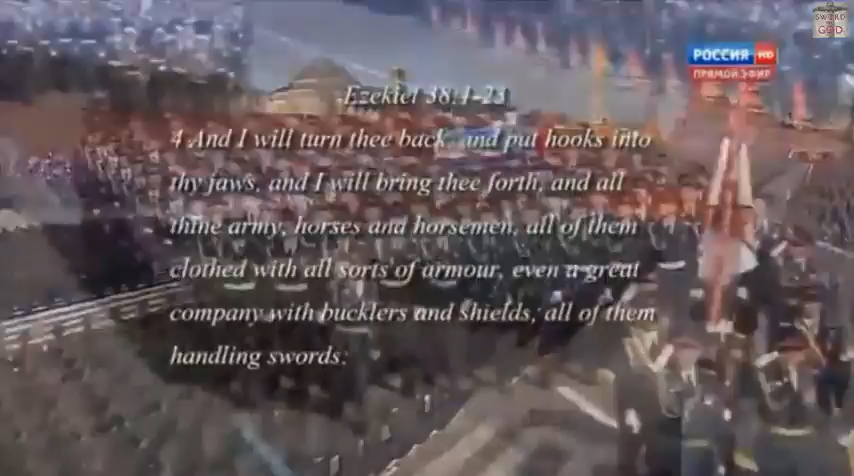 SWORD
GOD
РОССИЯ HD
ПРЯМОЙ ЭФИР
Ezekiel 38:1-23
4 And I will turn thee back, and put hooks into
thy jaws, and I will bring thee forth, and all
thine army, horses and horsemen, all of them
clothed with all sorts of armour, even a great
company with bucklers and Shields, all of them
handling swords: